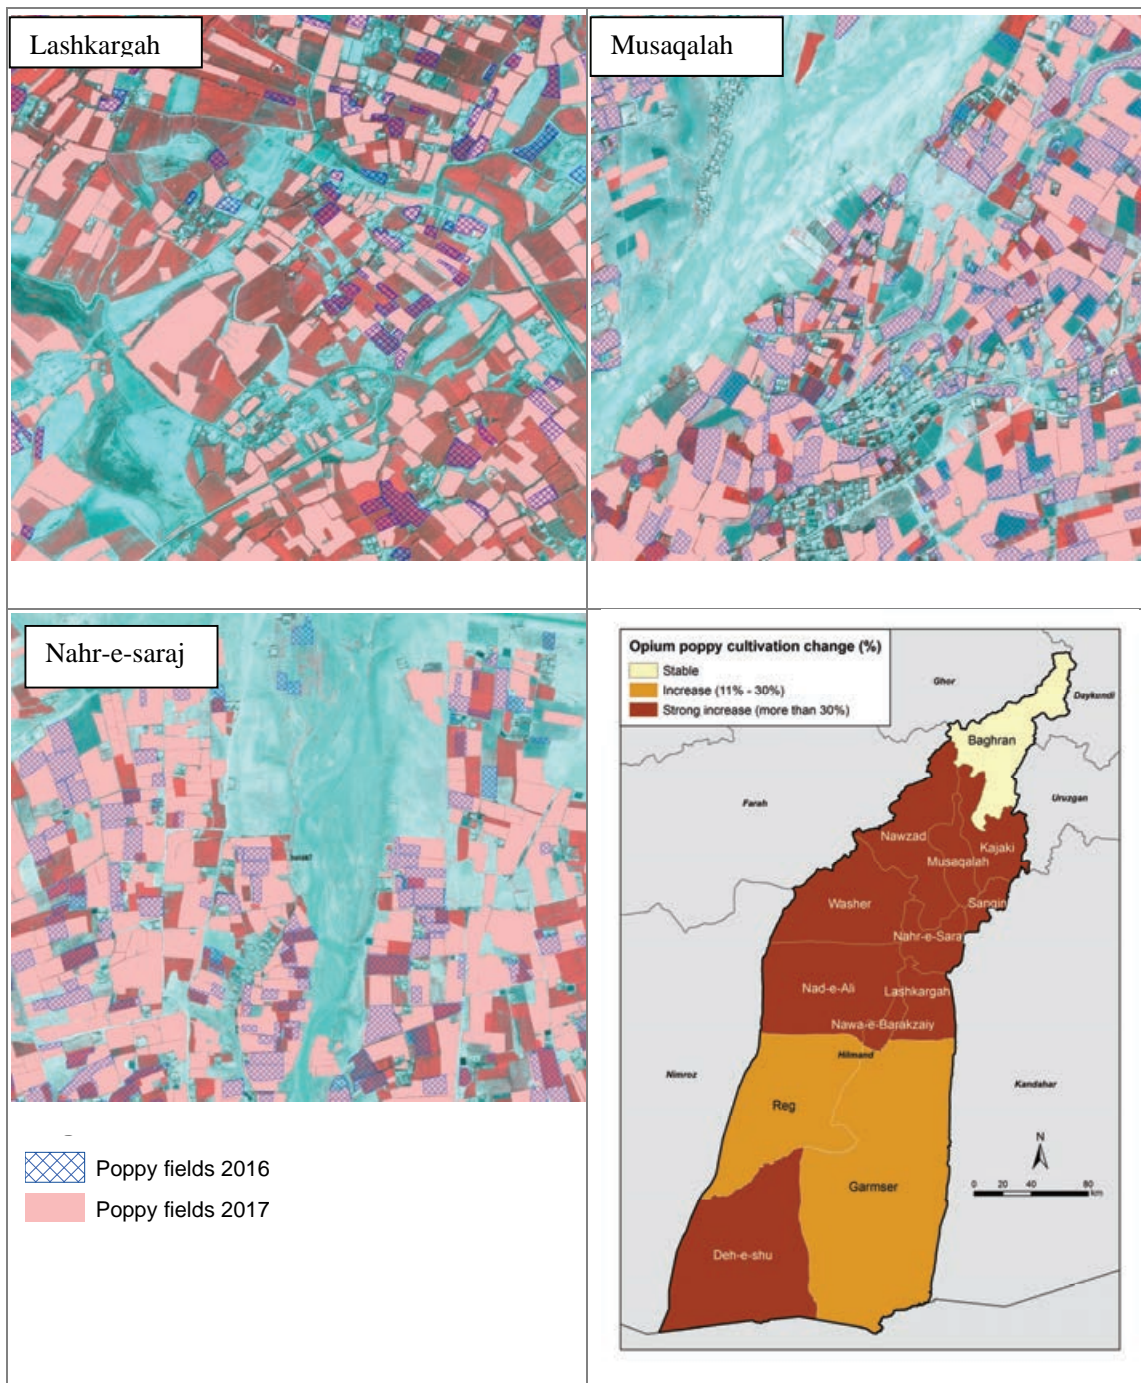 Lashkargah
Musaqalah
Nahr-e-saraj
Poppy fields 2016
Poppy fields 2017
Opium poppy cultivation change (%)
Stable
Increase (11% - 30%)
Strong increase (more than 30%)
Ghor
Daykundi
Baghran
Farah
Uruzgan
Nawzad
Kajaki
Musaqalah
Washer
Sangin
Nahr-e-Saraj
Nad-e-Ali
Lashkargah
Nawa-e-Barakzaiy
Hilmand
Nimroz
Kandahar
Reg
N
Garmser
0 20 40 80
km
Deh-e-shu